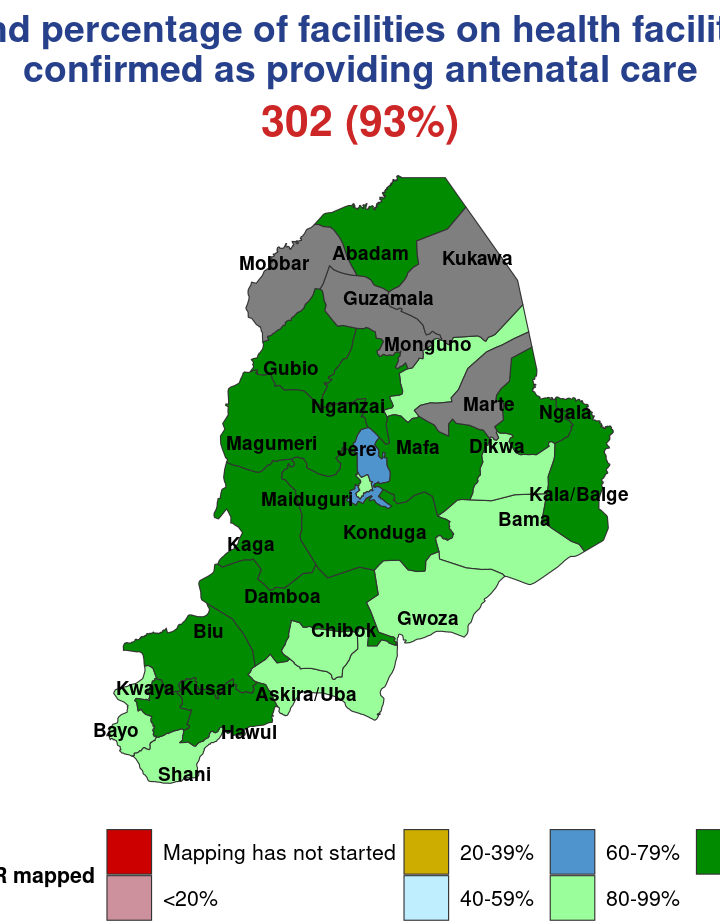 nd percentage of facilities on health facilit
confirmed as providing antenatal care
302 (93%)
Abadam
Mobbar
Kukawa
Guzamala
Monguno
Gubio
Nganzai
Marte
Ngala
Magumeri
Jere
Mafa
Dikwa
Maiduguri
Kala/Balge
Bama
Konduga
Kaga
Damboa
Gwoza
Biu
Chibok
Kwaya Kusar
Askira/Uba
Bayo
Hawul
Shani
R mapped
Mapping has not started
20-39%
60-79%
<20%
40-59%
80-99%